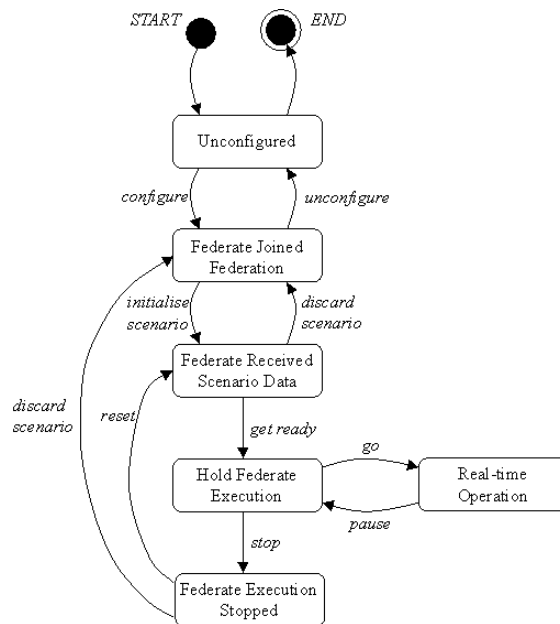 START
END
Unconfigured
configure
unconfigure
Federate Joined
Federation
initialise
scenario
discard
scenario
Federate Received
Scenario Data
discard
scenario
reset
get ready
go
Hold Federate
Execution
Real-time
Operation
pause
stop
Federate Execution
Stopped